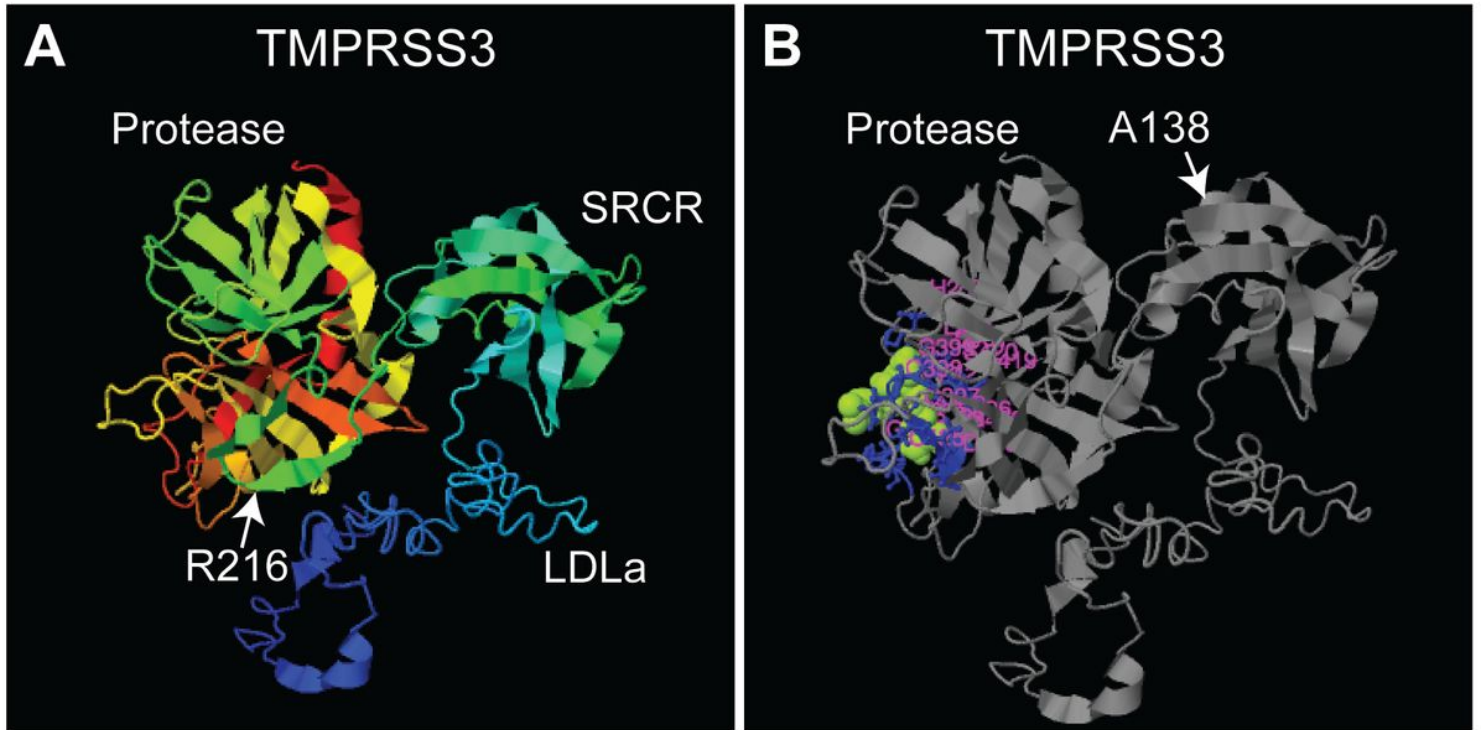 A
TMPRSS3
Protease
SRCR
R216
LDLa
B
TMPRSS3
Protease
A138